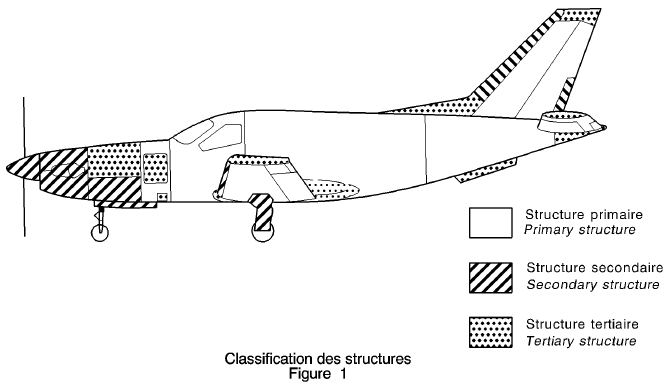 Structure primaire
Primary structure
Structure secondaire
Secondary structure
Structure tertiaire
Tertiary structure
Classification des structures
Figure 1